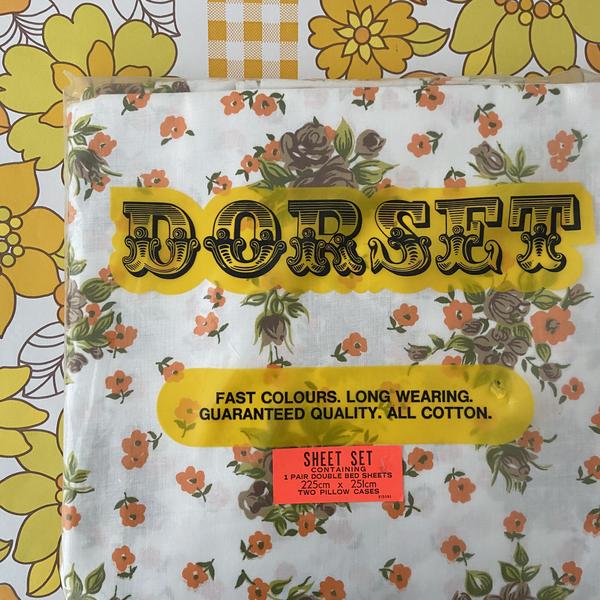 DORSET
FAST COLOURS. LONG WEARING.
GUARANTEED QUALITY. ALL COTTON.
SHEET SET
CONTAINING
1 PAIR DOUBLE BED SHEETS
225cm x 251cm
TWO PILLOW CASES